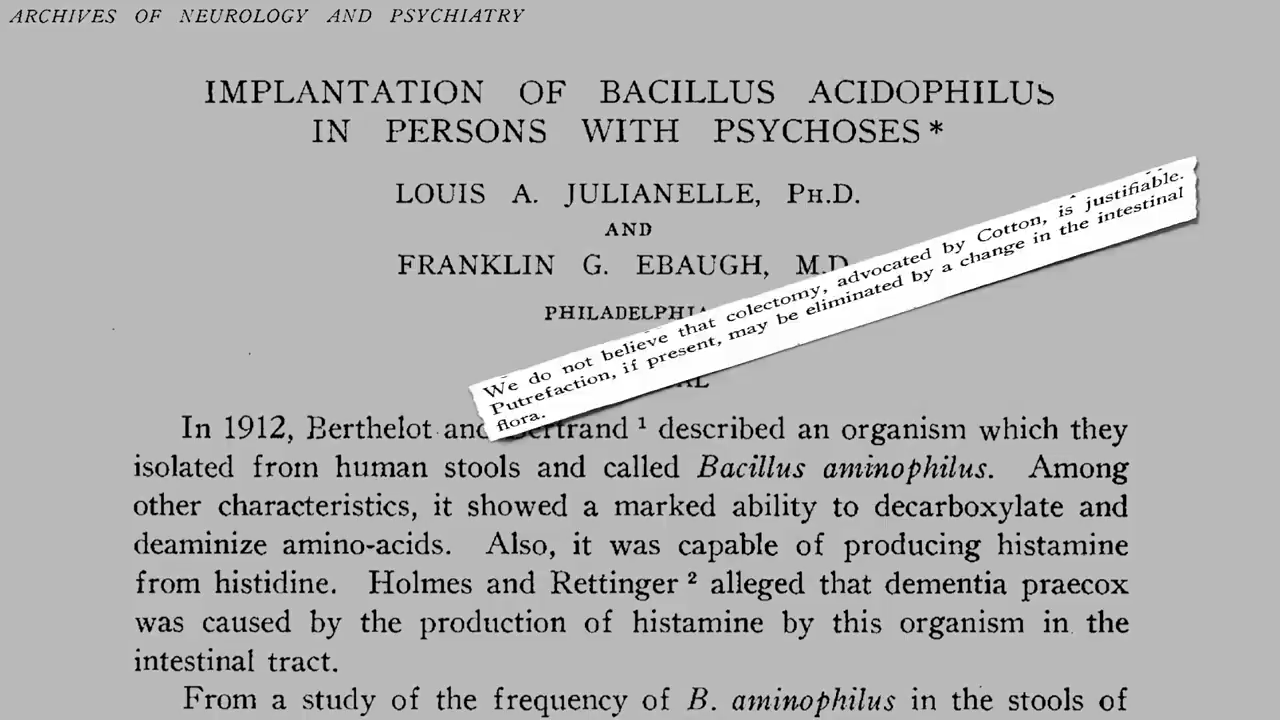 ARCHIVES OF NEUROLOGY AND PSYCHIATRY
IMPLANTATION OF BACILLUS ACIDOPHILUS
IN PERSONS WITH PSYCHOSES*
LOUIS A. JULIANELLE, PH.D.
AND
FRANKLIN G. EBAUGH, M.D.
PHILADELPHIA
We do not believe that colectomy, advocated by Cotton, is justifiable.
Putrefaction, if present, may be eliminated by a change in the intestinal
flora.
In 1912, Berthelot and Bertrand ¹ described an organism which they
isolated from human stools and called Bacillus aminophilus. Among
other characteristics, it showed a marked ability to decarboxylate and
deaminize amino-acids. Also, it was capable of producing histamine
from histidine. Holmes and Rettinger ² alleged that dementia praecox
was caused by the production of histamine by this organism in the
intestinal tract.
From a study of the frequency of B. aminophilus in the stools of